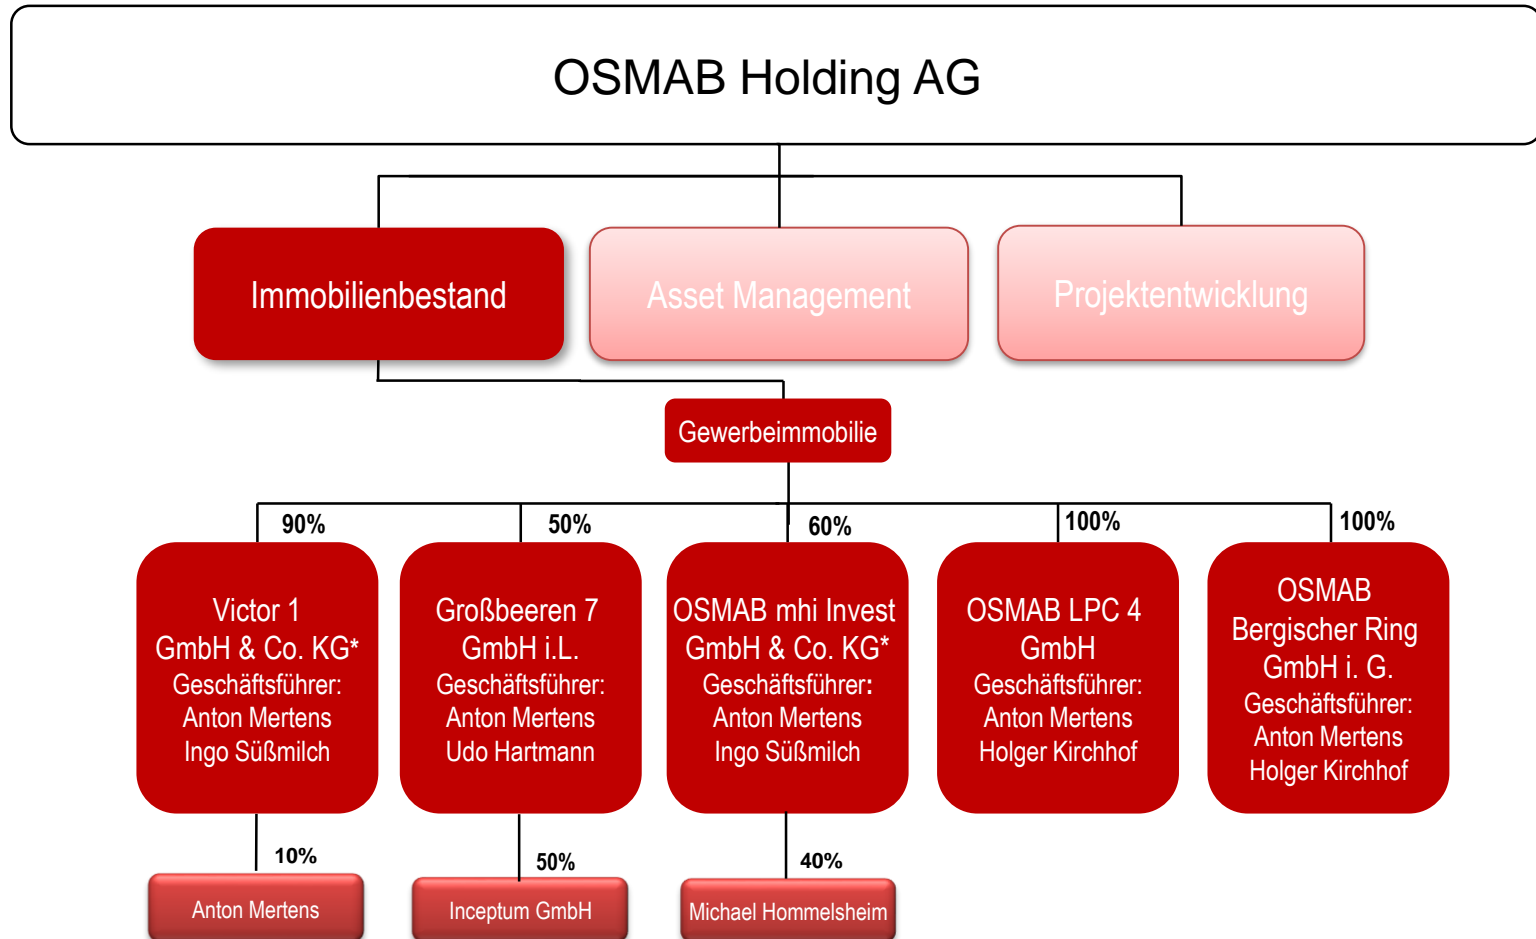 OSMAB Holding AG
Immobilienbestand
Asset Management
Projektentwicklung
Gewerbeimmobilie
90%
50%
60%
100%
100%
Victor 1
GmbH & Co. KG*
Geschäftsführer:
Anton Mertens
Ingo Süßmilch
Großbeeren 7
GmbH i.L.
Geschäftsführer:
Anton Mertens
Udo Hartmann
OSMAB mhi Invest
GmbH & Co. KG*
Geschäftsführer:
Anton Mertens
Ingo Süßmilch
OSMAB LPC 4
GmbH
Geschäftsführer:
Anton Mertens
Holger Kirchhof
OSMAB
Bergischer Ring
GmbH i. G.
Geschäftsführer:
Anton Mertens
Holger Kirchhof
10%
50%
40%
Anton Mertens
Inceptum GmbH
Michael Hommelsheim